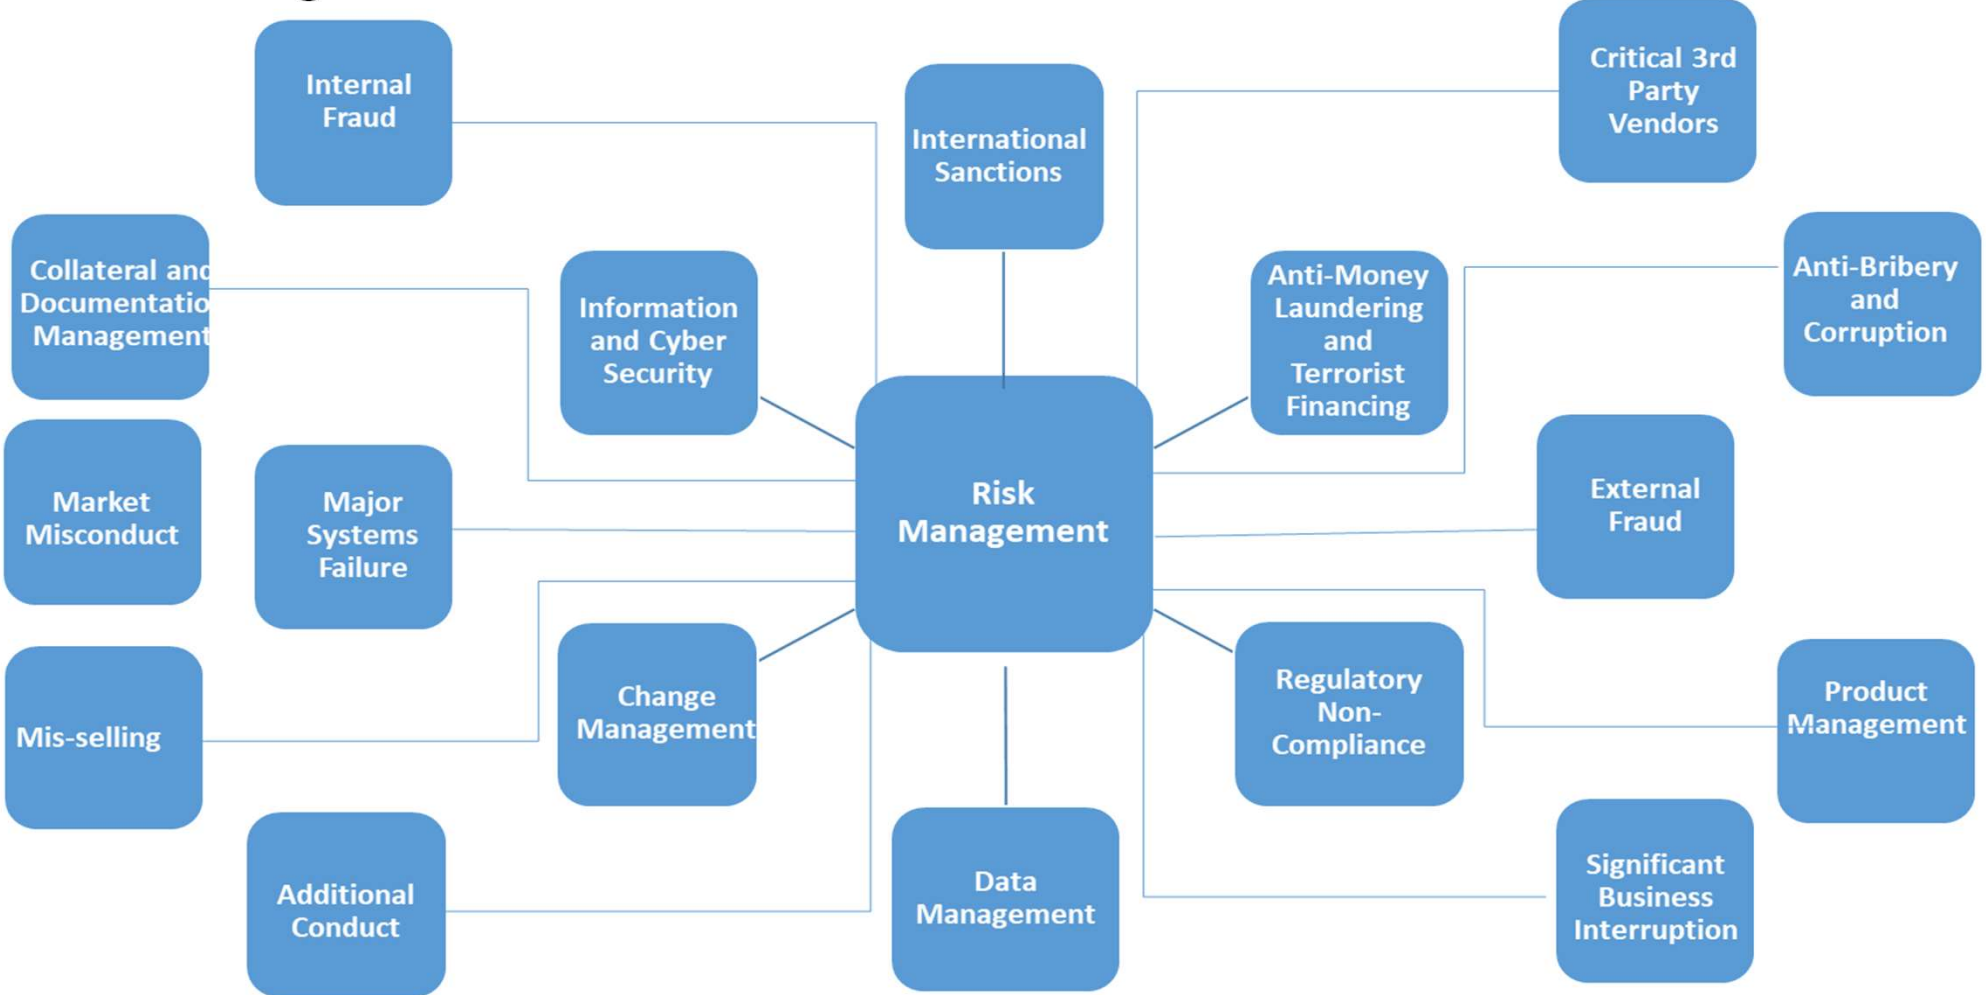 Internal
Fraud
International
Sanctions
Critical 3rd
Party
Vendors
Collateral and
Documentatio
Management
Information
and Cyber
Security
Anti-Money
Laundering
and
Terrorist
Financing
Anti-Bribery
and
Corruption
Market
Misconduct
Major
Systems
Failure
Risk
Management
External
Fraud
Mis-selling
Change
Management
Regulatory
Non-
Compliance
Product
Management
Additional
Conduct
Data
Management
Significant
Business
Interruption